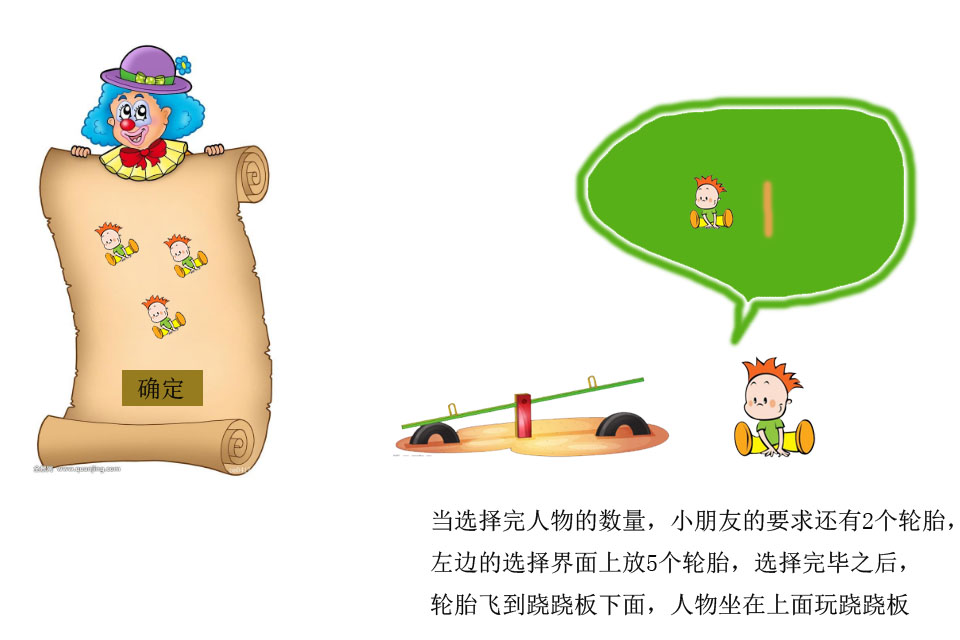 确定
www.quanjing.com
当选择完人物的数量，小朋友的要求还有2个轮胎，
左边的选择界面上放5个轮胎，选择完毕之后，
轮胎飞到跷跷板下面，人物坐在上面玩跷跷板